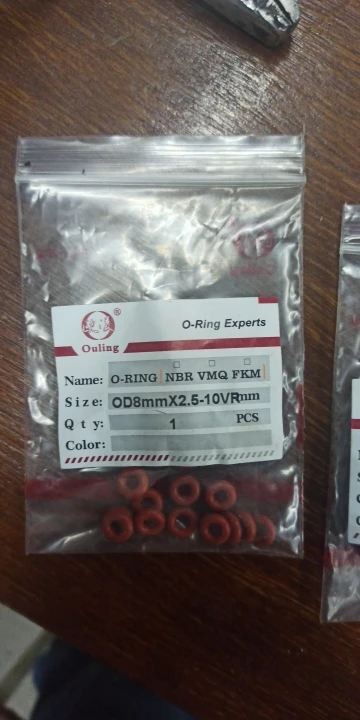 ®
Ouling
O-Ring Experts
Name: O-RING NBR VMQ FKM
Size: OD8mmX2.5-10VR mm
Qty: 1 PCS
Color: